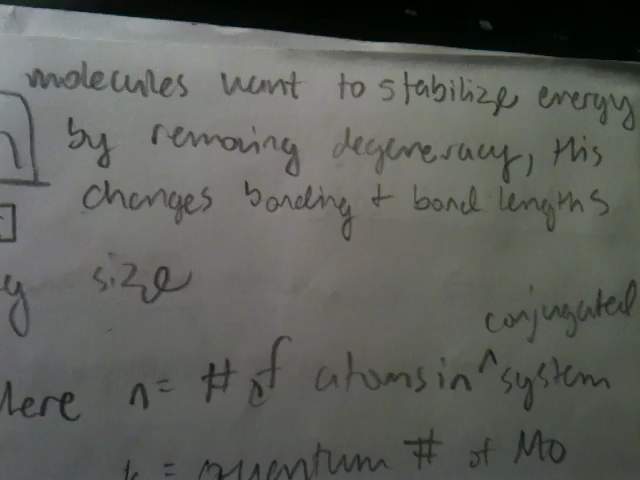 molecules want to stabilize energy
by removing degeneracy, this
changes bonding + bond lengths
y size
conjugated
here n = # of atoms in ^ system
k = quantum # of MO